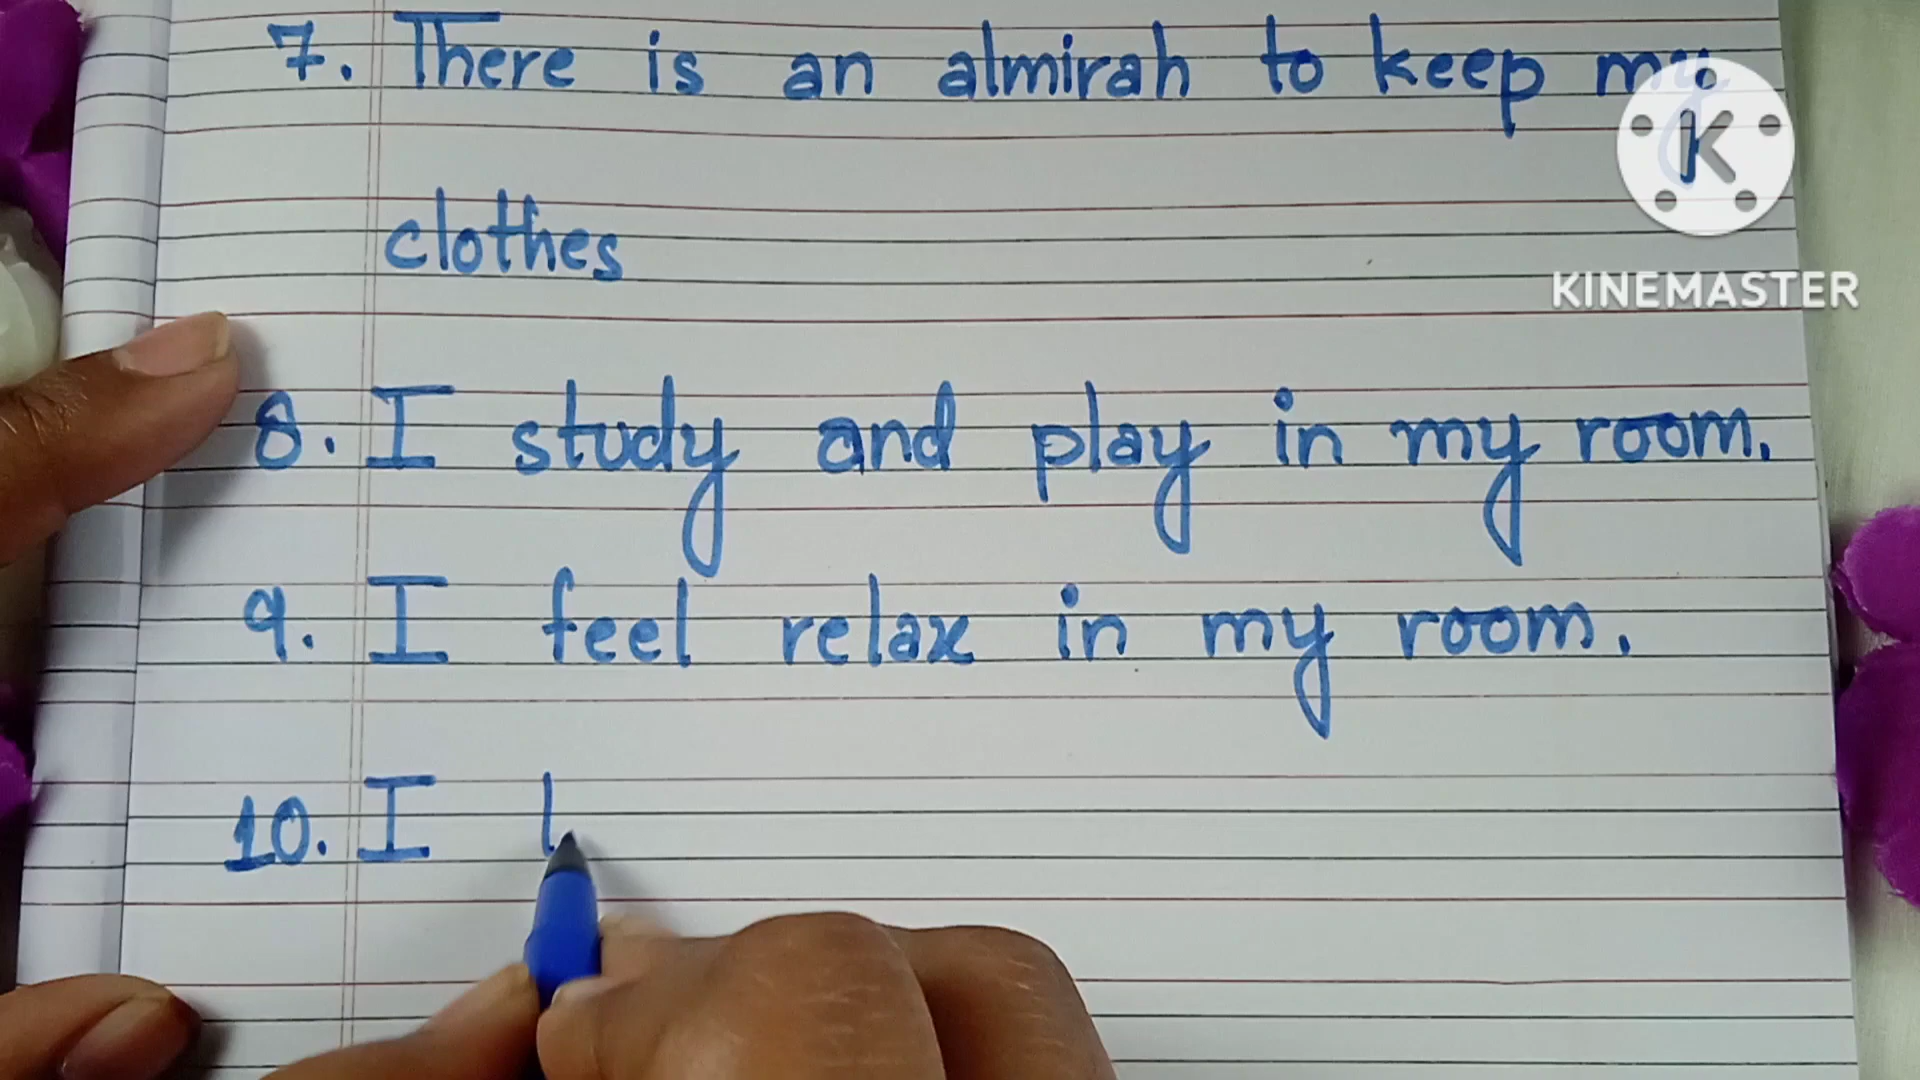 7. There is an almirah to keep my
K
KINEMASTER
clothes
8. I study and play in my room.
9. I feel relax in my room.
10. I l